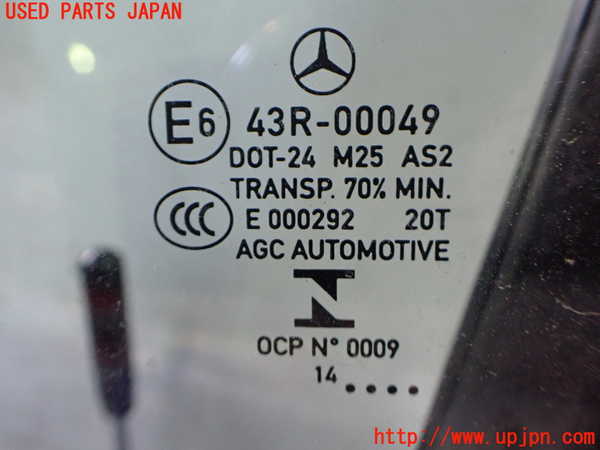 USED PARTS JAPAN
E6 43R-00049
DOT-24 M25 AS2
TRANSP. 70% MIN.
CCC E 000292 20T
AGC AUTOMOTIVE
N
OCP N° 0009
14 ....
http://www.upjpn.com/